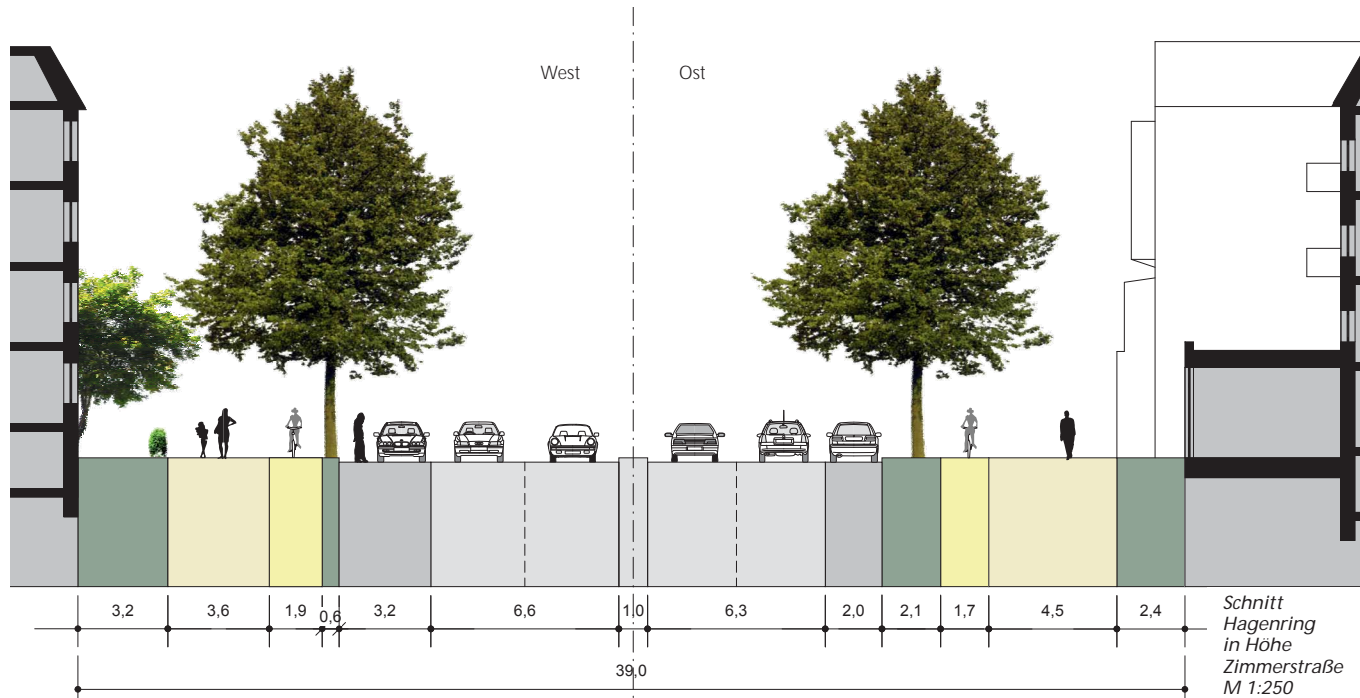 West Ost
3,2 3,6 1,9 0,6 3,2 6,6 1,0 6,3 2,0 2,1 1,7 4,5 2,4
39,0
Schnitt
Hagenring
in Höhe
Zimmerstraße
M 1:250